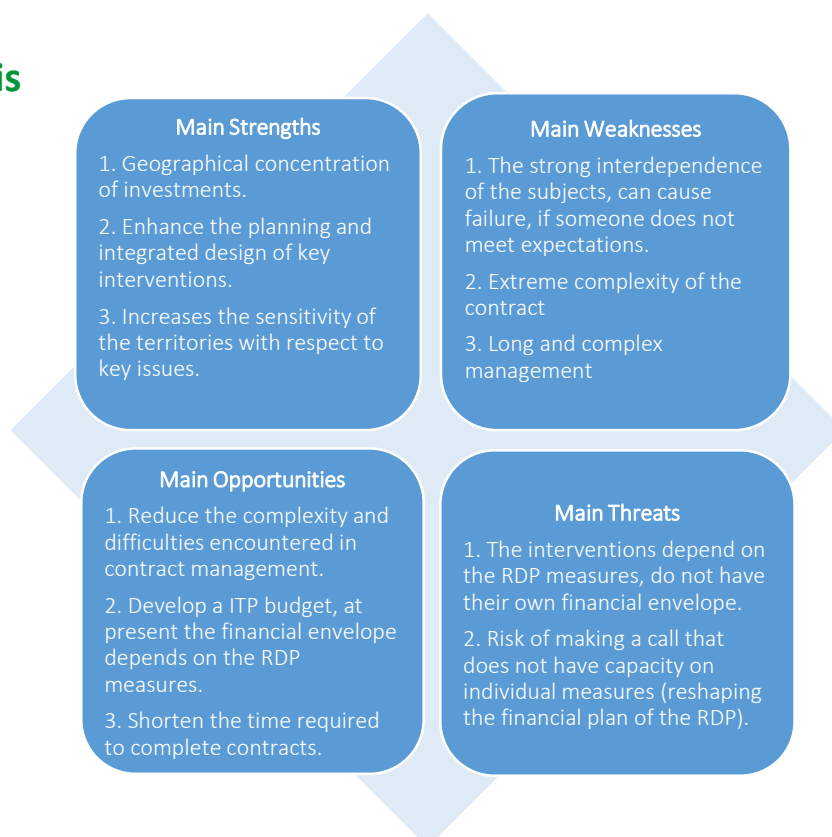 is
Main Strengths
1. Geographical concentration
of investments.
2. Enhance the planning and
integrated design of key
interventions.
3. Increases the sensitivity of
the territories with respect to
key issues.
Main Weaknesses
1. The strong interdependence
of the subjects, can cause
failure, if someone does not
meet expectations.
2. Extreme complexity of the
contract
3. Long and complex
management
Main Opportunities
1. Reduce the complexity and
difficulties encountered in
contract management.
2. Develop a ITP budget, at
present the financial envelope
depends on the RDP
measures.
3. Shorten the time required
to complete contracts.
Main Threats
1. The interventions depend on
the RDP measures, do not have
their own financial envelope.
2. Risk of making a call that
does not have capacity on
individual measures (reshaping
the financial plan of the RDP).